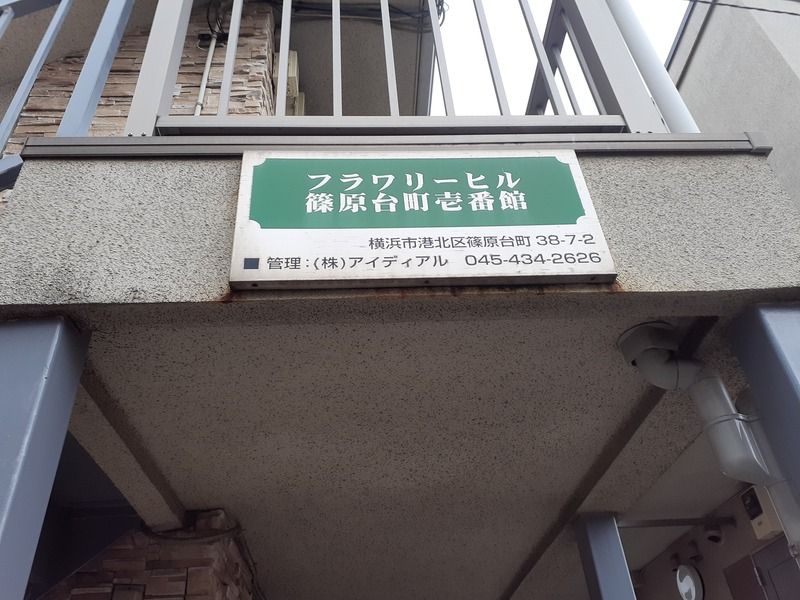 フラワリーヒル
篠原台町壱番館
横浜市港北区篠原台町 38-7-2
■ 管理：(株)アイディアル 045-434-2626